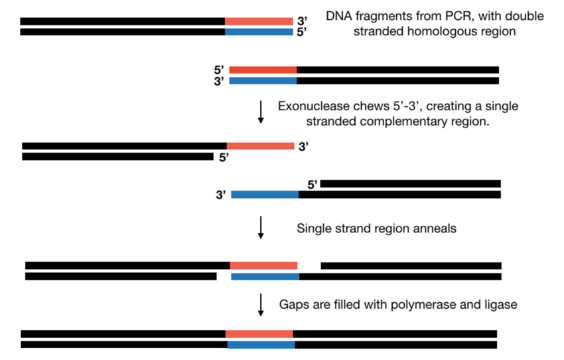 3’ DNA fragments from PCR, with double
5’ stranded homologous region
5’
3’
Exonuclease chews 5’-3’, creating a single
stranded complementary region.
3’
5’
5’
3’
Single strand region anneals
Gaps are filled with polymerase and ligase